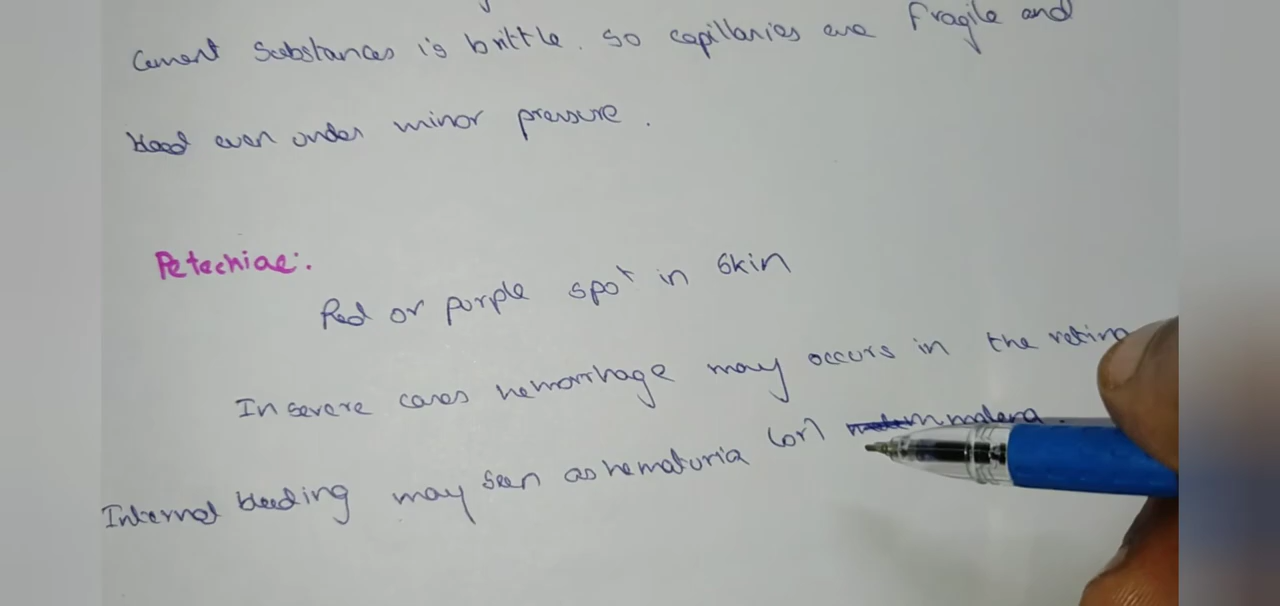 Cement Substances is brittle. So capillaries are fragile and
bleed even under minor pressure.
Petechiae:
Red or purple spot in Skin
In severe cases hemorrhage may occurs in the retina
Internal bleeding may seen as hematuria (or) malena.